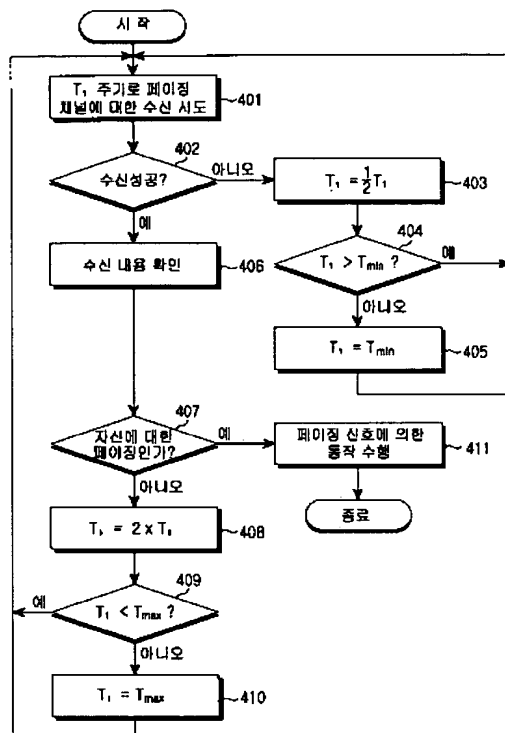 시 작
T₁ 주기로 페이징
채널에 대한 수신 시도
401
402
수신성공?
아니오
예
T₁ = 1/2 T₁
403
수신 내용 확인
406
404
T₁ > Tmin ?
예
아니오
T₁ = Tmin
405
407
자신에 대한
페이징인가?
예
아니오
페이징 신호에 의한
동작 수행
411
종료
T₁ = 2 x T₁
408
409
T₁ < Tmax ?
예
아니오
T₁ = Tmax
410